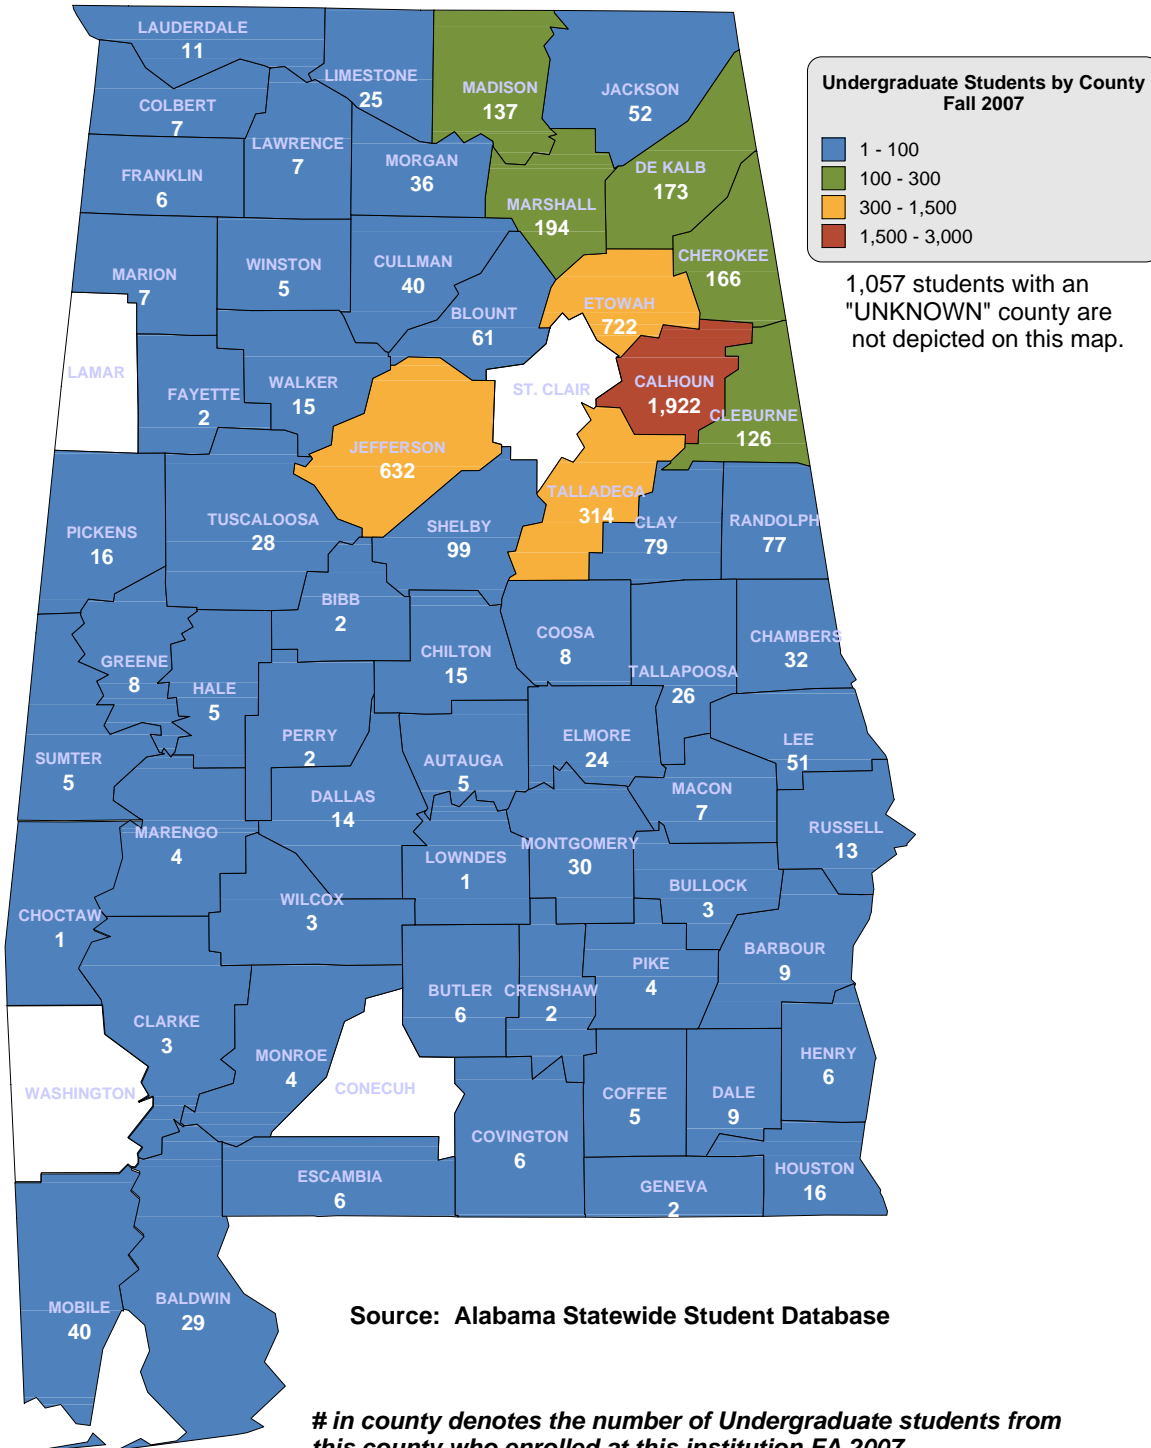 LAUDERDALE
11
LIMESTONE
25
MADISON
137
JACKSON
52
COLBERT
7
LAWRENCE
7
MORGAN
36
FRANKLIN
6
DE KALB
173
MARSHALL
194
CHEROKEE
166
MARION
7
WINSTON
5
CULLMAN
40
BLOUNT
61
ETOWAH
722
LAMAR
FAYETTE
2
WALKER
15
ST. CLAIR
CALHOUN
1,922
CLEBURNE
126
JEFFERSON
632
TALLADEGA
314
PICKENS
16
TUSCALOOSA
28
SHELBY
99
CLAY
79
RANDOLPH
77
BIBB
2
GREENE
8
HALE
5
CHILTON
15
COOSA
8
TALLAPOOSA
26
CHAMBERS
32
SUMTER
5
PERRY
2
AUTAUGA
5
ELMORE
24
LEE
51
DALLAS
14
MACON
7
MARENGO
4
LOWNDES
1
MONTGOMERY
30
RUSSELL
13
BULLOCK
3
CHOCTAW
1
WILCOX
3
BARBOUR
9
PIKE
4
BUTLER
6
CRENSHAW
2
CLARKE
3
MONROE
4
HENRY
6
WASHINGTON
CONECUH
COFFEE
5
DALE
9
COVINGTON
6
ESCAMBIA
6
GENEVA
2
HOUSTON
16
MOBILE
40
BALDWIN
29
Undergraduate Students by County
Fall 2007
1 - 100
100 - 300
300 - 1,500
1,500 - 3,000
1,057 students with an
"UNKNOWN" county are
not depicted on this map.
Source: Alabama Statewide Student Database
# in county denotes the number of Undergraduate students from
this county who enrolled at this institution FA 2007